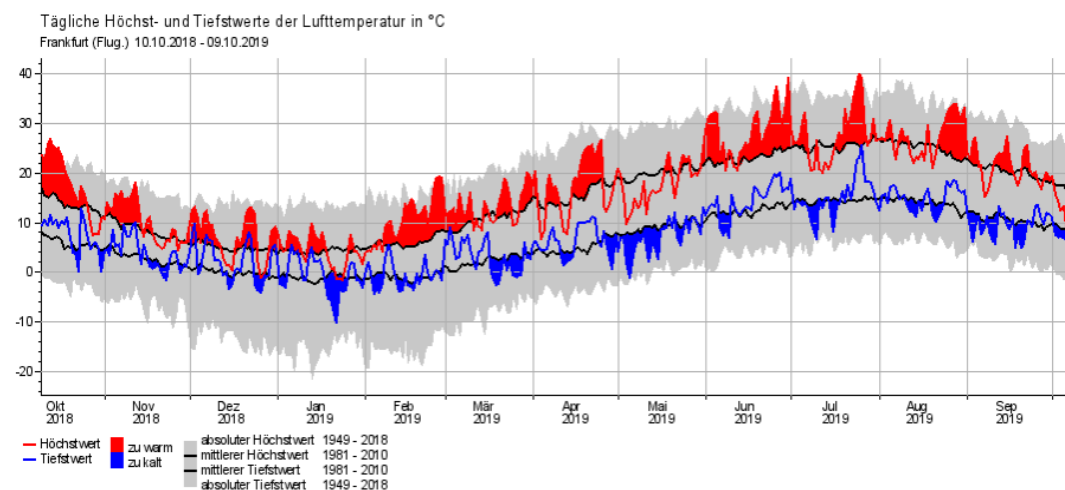 Tägliche Höchst- und Tiefstwerte der Lufttemperatur in °C
Frankfurt (Flug.) 10.10.2018 - 09.10.2019
40
30
20
10
0
-10
-20
Okt Nov Dez Jan Feb Mär Apr Mai Jun Jul Aug Sep
2018 2018 2018 2019 2019 2019 2019 2019 2019 2019 2019 2019
Höchstwert
Tiefstwert
zu warm
zu kalt
absoluter Höchstwert 1949 - 2018
mittlerer Höchstwert 1981 - 2010
mittlerer Tiefstwert 1981 - 2010
absoluter Tiefstwert 1949 - 2018